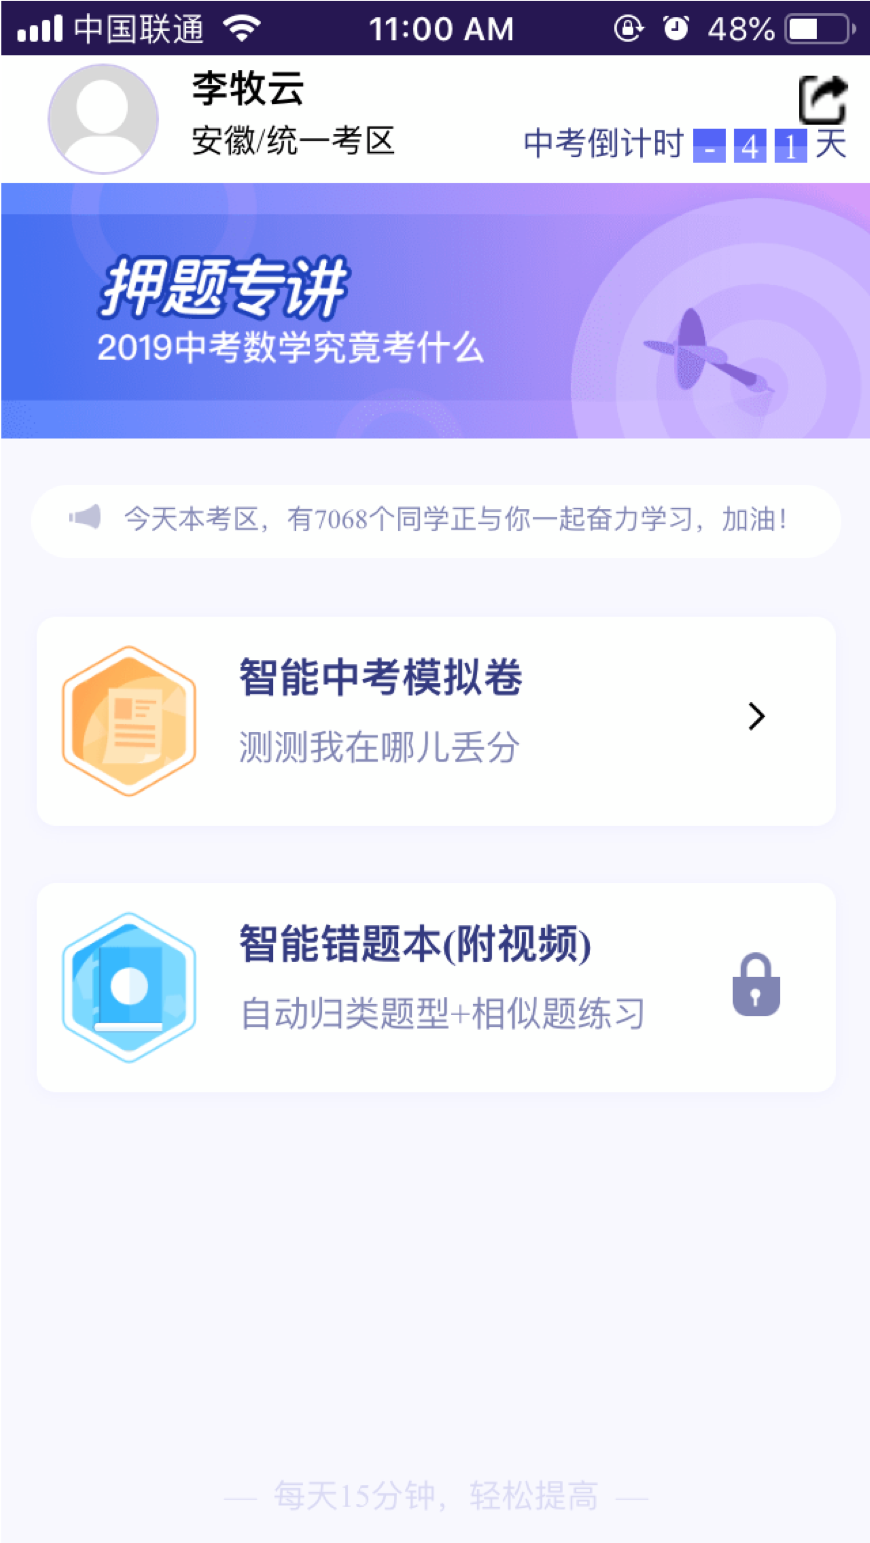 中国联通 11:00 AM 48%
李牧云
安徽/统一考区
中考倒计时 - 4 1 天
押题专讲
2019中考数学究竟考什么
今天本考区，有7068个同学正与你一起奋力学习，加油！
智能中考模拟卷
测测我在哪儿丢分
智能错题本(附视频)
自动归类题型+相似题练习
— 每天15分钟，轻松提高 —